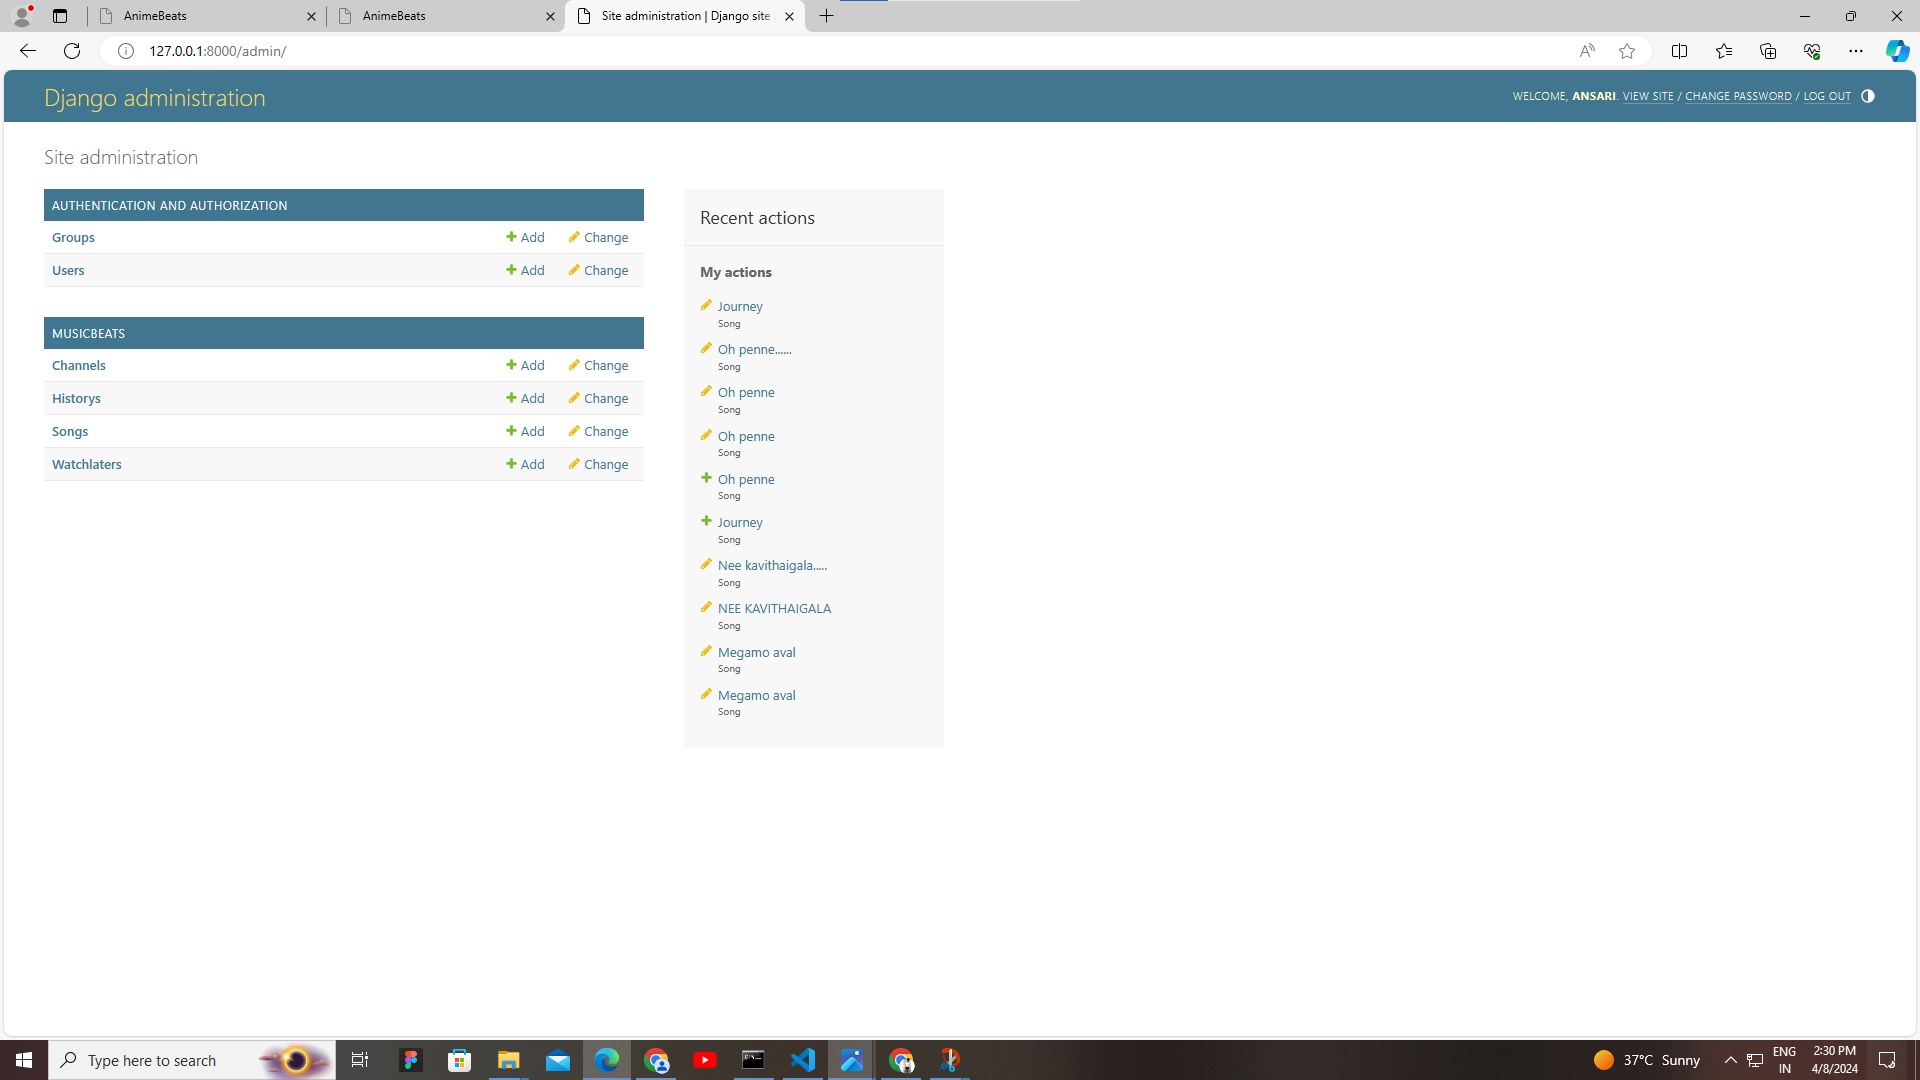 AnimeBeats
AnimeBeats
Site administration | Django site
127.0.0.1:8000/admin/
Django administration
WELCOME, ANSARI. VIEW SITE / CHANGE PASSWORD / LOG OUT
Site administration
AUTHENTICATION AND AUTHORIZATION
Groups Add Change
Users Add Change
MUSICBEATS
Channels Add Change
Historys Add Change
Songs Add Change
Watchlaters Add Change
Recent actions
My actions
Journey
Song
Oh penne......
Song
Oh penne
Song
Oh penne
Song
Oh penne
Song
Journey
Song
Nee kavithaigala.....
Song
NEE KAVITHAIGALA
Song
Megamo aval
Song
Megamo aval
Song
Type here to search
37°C Sunny
ENG
IN
2:30 PM
4/8/2024